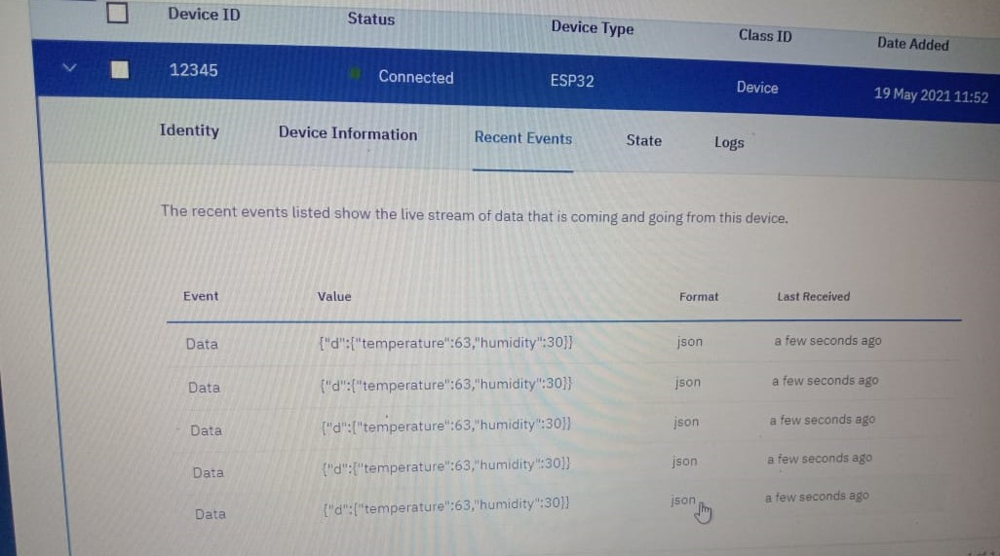 Device ID Status Device Type Class ID Date Added
12345 Connected ESP32 Device 19 May 2021 11:52
Identity Device Information Recent Events State Logs
The recent events listed show the live stream of data that is coming and going from this device.
Event Value Format Last Received
Data {"d":{"temperature":63,"humidity":30}} json a few seconds ago
Data {"d":{"temperature":63,"humidity":30}} json a few seconds ago
Data {"d":{"temperature":63,"humidity":30}} json a few seconds ago
Data {"d":{"temperature":63,"humidity":30}} json a few seconds ago
Data {"d":{"temperature":63,"humidity":30}} json a few seconds ago